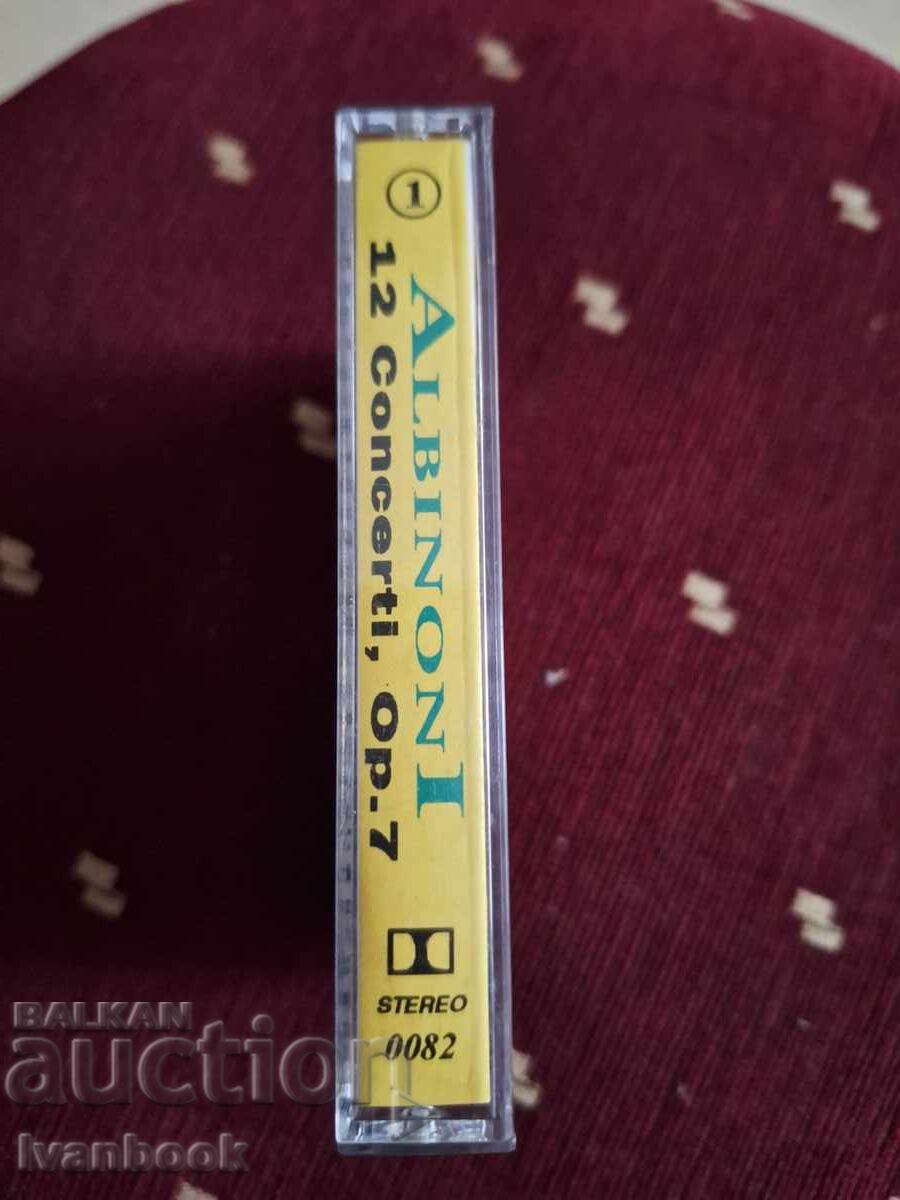 1
ALBINONI
12 Concerti, Op. 7
STEREO
0082
BALKAN
auction
Ivanbook